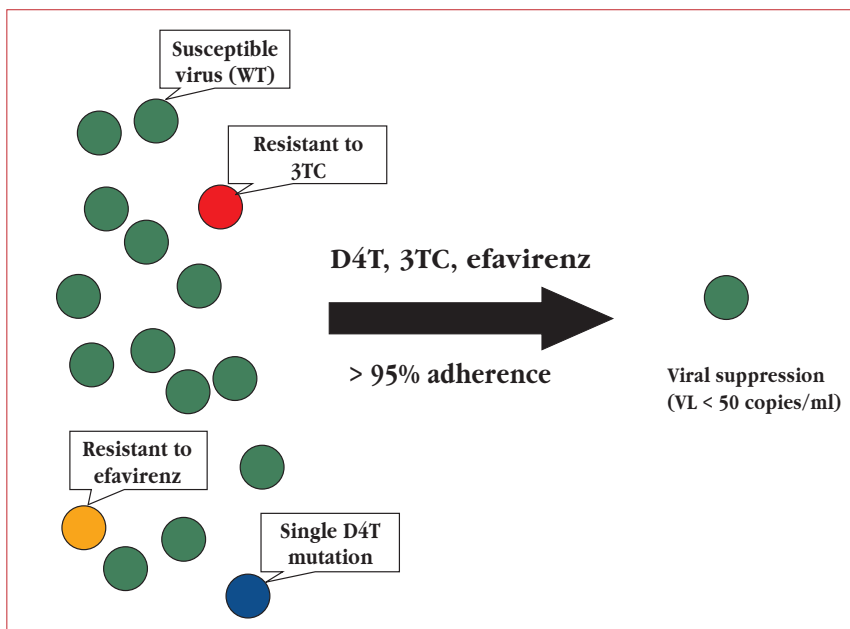 Susceptible
virus (WT)
Resistant to
3TC
D4T, 3TC, efavirenz
> 95% adherence
Viral suppression
(VL < 50 copies/ml)
Resistant to
efavirenz
Single D4T
mutation